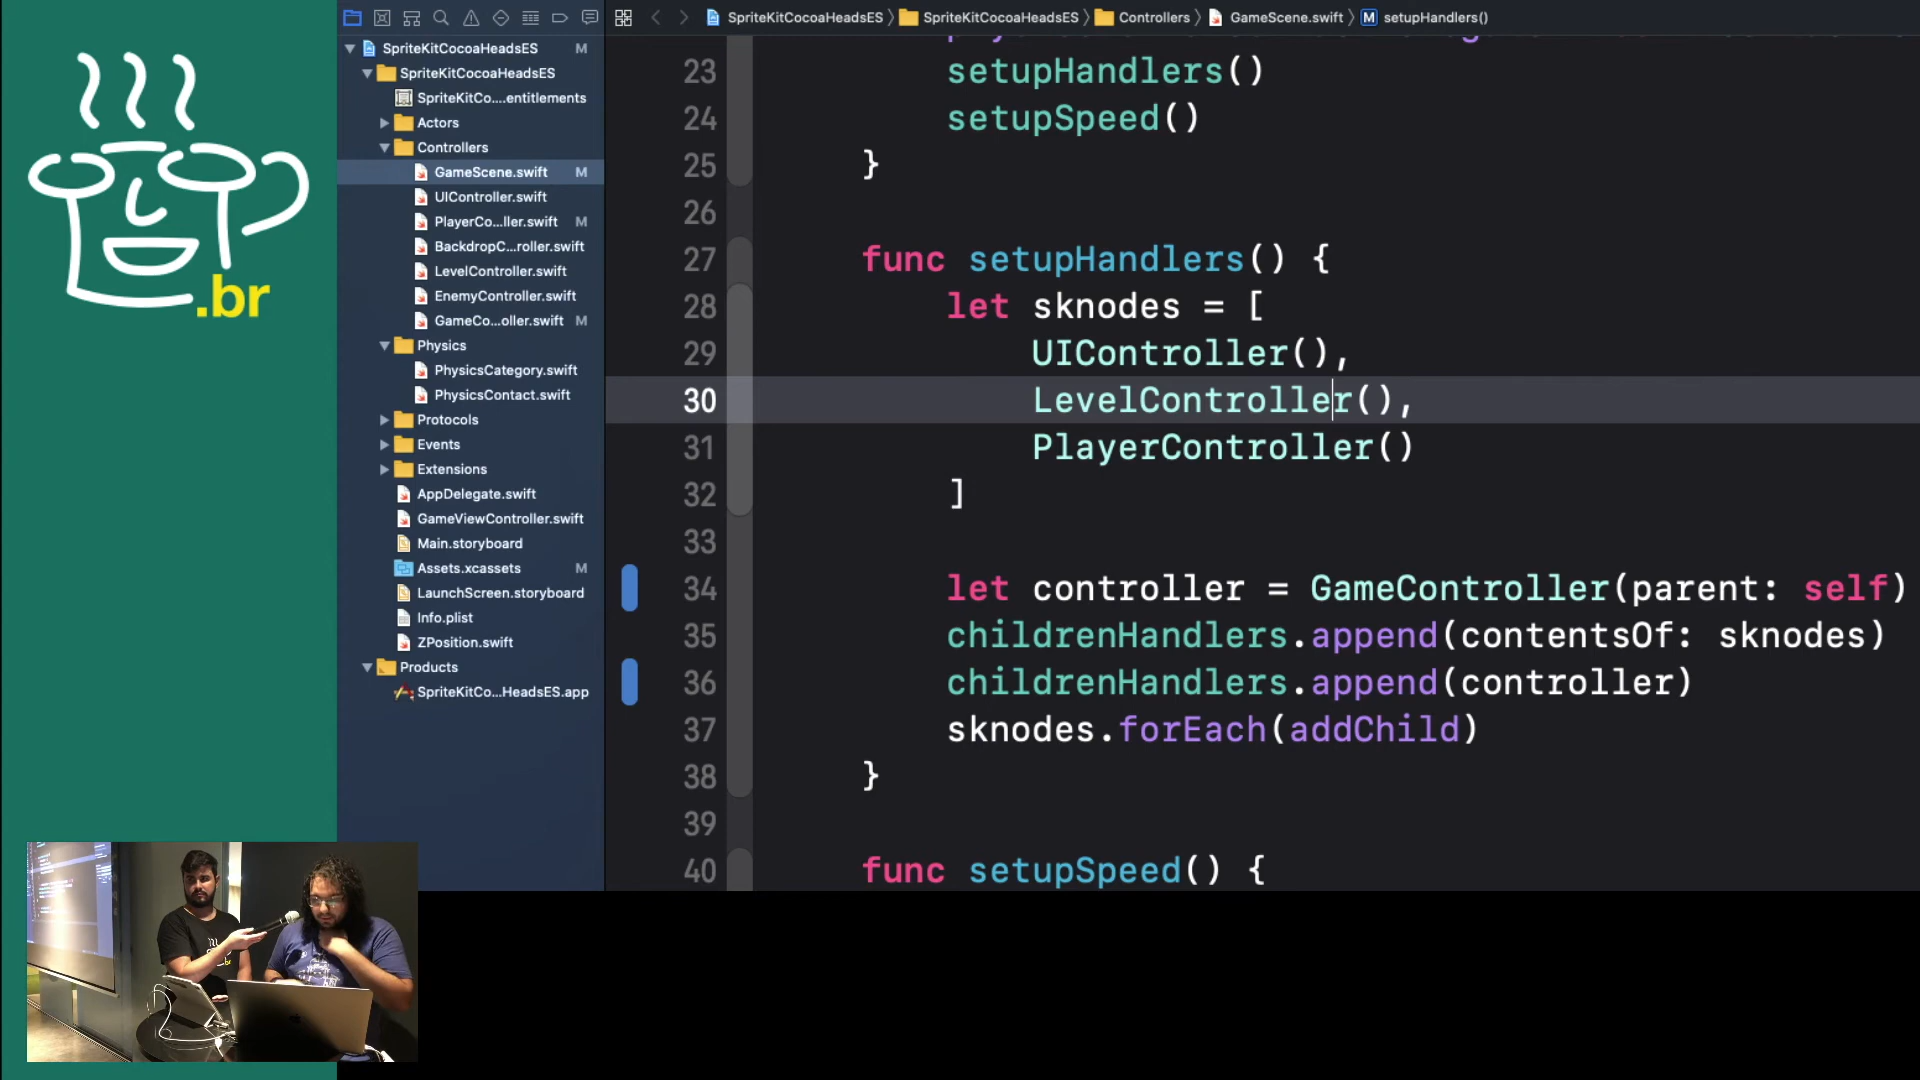 SpriteKitCocoaHeadsES
SpriteKitCocoaHeadsES
Controllers
GameScene.swift
M
setupHandlers()
SpriteKitCocoaHeadsES
M
SpriteKitCocoaHeadsES
SpriteKitCo....entitlements
Actors
Controllers
GameScene.swift
M
UIController.swift
PlayerCo...ller.swift
M
BackdropC...roller.swift
LevelController.swift
EnemyController.swift
GameCo...oller.swift
M
Physics
PhysicsCategory.swift
PhysicsContact.swift
Protocols
Events
Extensions
AppDelegate.swift
GameViewController.swift
Main.storyboard
Assets.xcassets
M
LaunchScreen.storyboard
Info.plist
ZPosition.swift
Products
SpriteKitCo...HeadsES.app
23 setupHandlers()
24 setupSpeed()
25 }
26
27 func setupHandlers() {
28 let sknodes = [
29 UIController(),
30 LevelController(),
31 PlayerController()
32 ]
33
34 let controller = GameController(parent: self)
35 childrenHandlers.append(contentsOf: sknodes)
36 childrenHandlers.append(controller)
37 sknodes.forEach(addChild)
38 }
39
40 func setupSpeed() {
.br